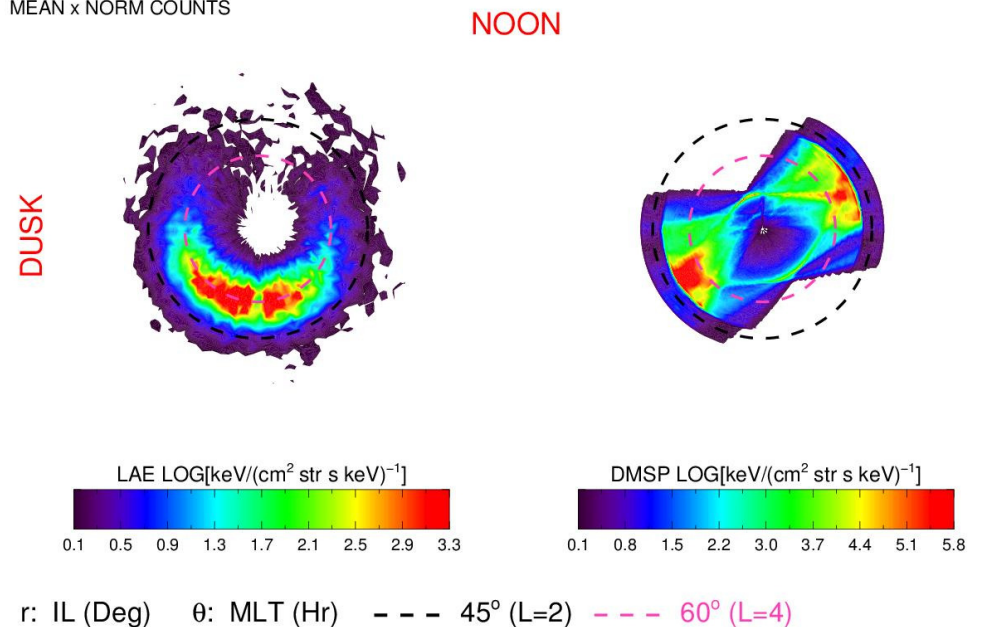 MEAN x NORM COUNTS
NOON
DUSK
LAE LOG[keV/(cm² str s keV)⁻¹]
DMSP LOG[keV/(cm² str s keV)⁻¹]
0.1 0.5 0.9 1.3 1.7 2.1 2.5 2.9 3.3
0.1 0.8 1.5 2.2 3.0 3.7 4.4 5.1 5.8
r: IL (Deg) θ: MLT (Hr) 45° (L=2) 60° (L=4)